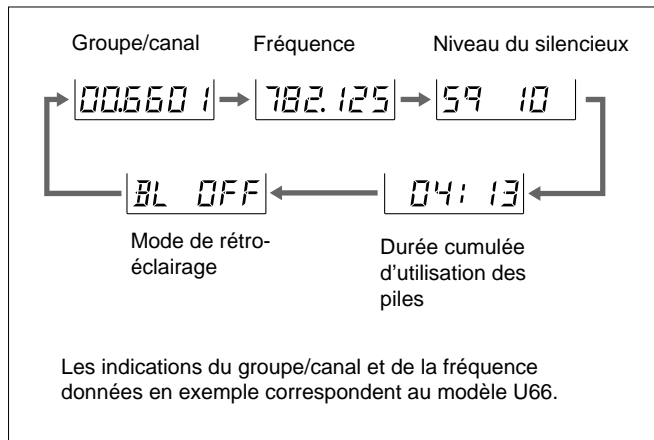 Groupe/canal Fréquence Niveau du silencieux
00.6601 782.125 S9 10
BL OFF 04:13
Mode de rétro-
éclairage
Durée cumulée
d'utilisation des
piles
Les indications du groupe/canal et de la fréquence
données en exemple correspondent au modèle U66.